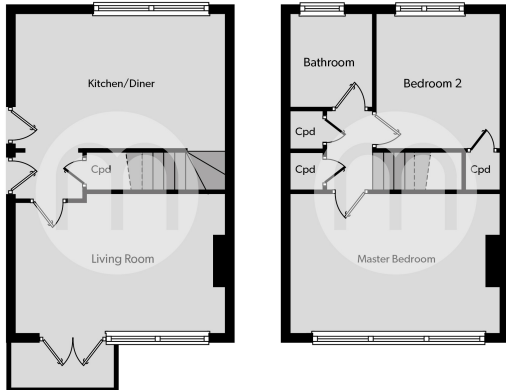 Kitchen/Diner
Cpd
Living Room
Bathroom
Bedroom 2
Cpd
Cpd
Cpd
Master Bedroom
m
m